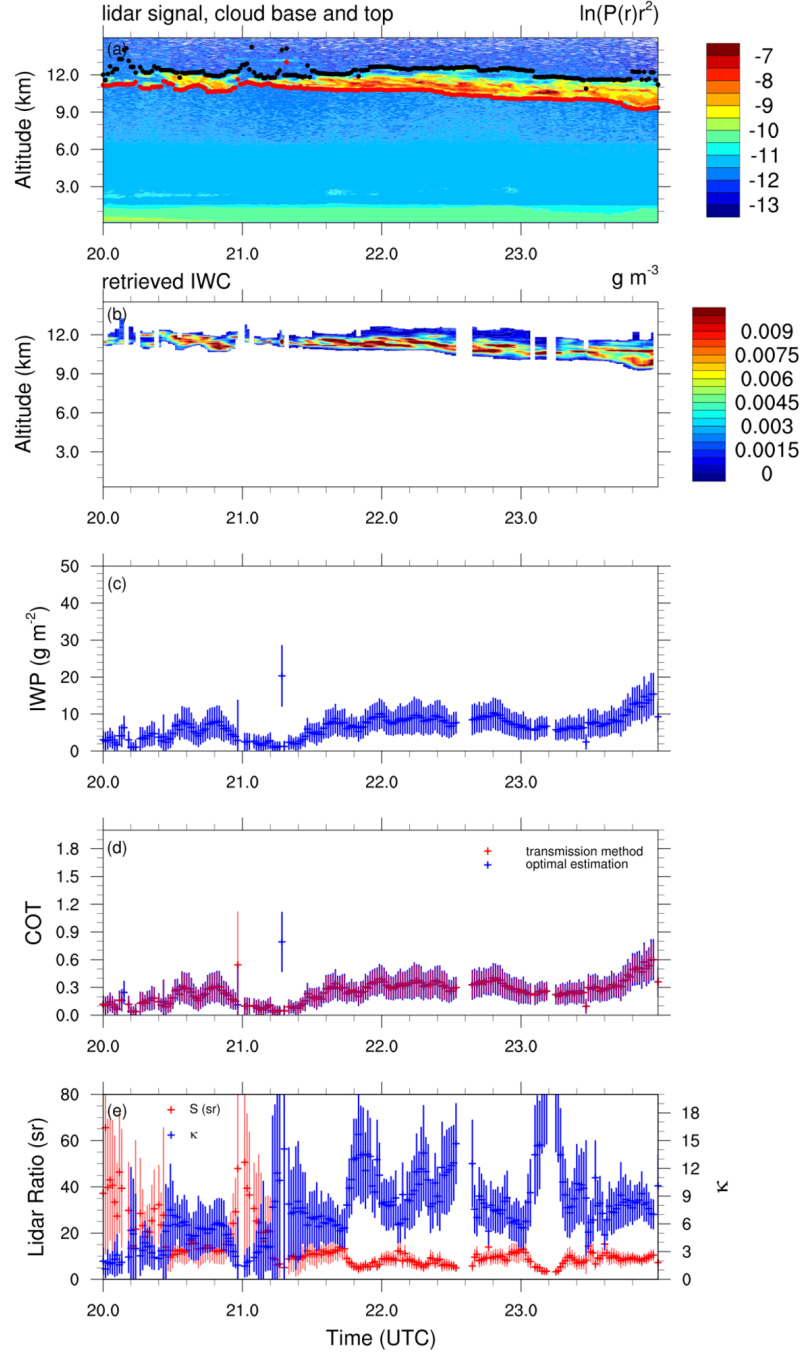 lidar signal, cloud base and top ln(P(r)r²)
(a)
Altitude (km)
12.0
9.0
6.0
3.0
20.0 21.0 22.0 23.0
-7
-8
-9
-10
-11
-12
-13
retrieved IWC g m⁻³
(b)
Altitude (km)
12.0
9.0
6.0
3.0
20.0 21.0 22.0 23.0
0.009
0.0075
0.006
0.0045
0.003
0.0015
0
(c)
IWP (g m⁻²)
50
40
30
20
10
0
20.0 21.0 22.0 23.0
(d)
COT
1.8
1.5
1.2
0.9
0.6
0.3
0.0
transmission method
optimal estimation
20.0 21.0 22.0 23.0
(e)
Lidar Ratio (sr)
80
60
40
20
0
S (sr)
κ
18
15
12
9
6
3
0
κ
20.0 21.0 22.0 23.0
Time (UTC)